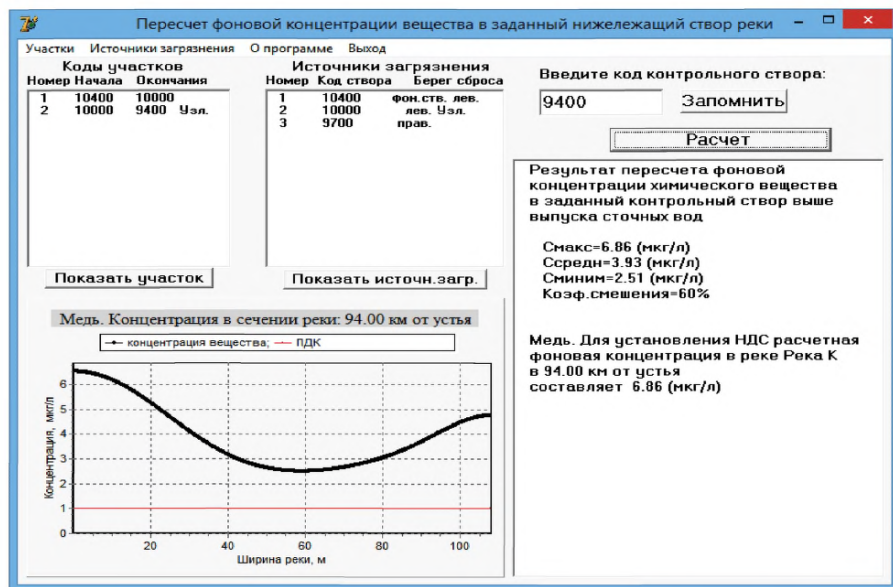 Пересчет фоновой концентрации вещества в заданный нижележащий створ реки
Участки Источники загрязнения О программе Выход
Коды участков
Номер Начала Окончания
1 10400 10000
2 10000 9400 Узл.
Показать участок
Источники загрязнения
Номер Код створа Берег сброса
1 10400 фон.ств. лев.
2 10000 лев. Узл.
3 9700 прав.
Показать источн.загр.
Введите код контрольного створа:
9400 Запомнить
Расчет
Результат пересчета фоновой
концентрации химического вещества
в заданный контрольный створ выше
выпуска сточных вод
Смакс=6.86 (мкг/л)
Ссредн=3.93 (мкг/л)
Сминим=2.51 (мкг/л)
Коэф.смешения=60%
Медь. Для установления НДС расчетная
фоновая концентрация в реке Река К
в 94.00 км от устья
составляет 6.86 (мкг/л)
Медь. Концентрация в сечении реки: 94.00 км от устья
концентрация вещества; ПДК
Концентрация, мкг/л
6
5
4
3
2
1
0
20 40 60 80 100
Ширина реки, м